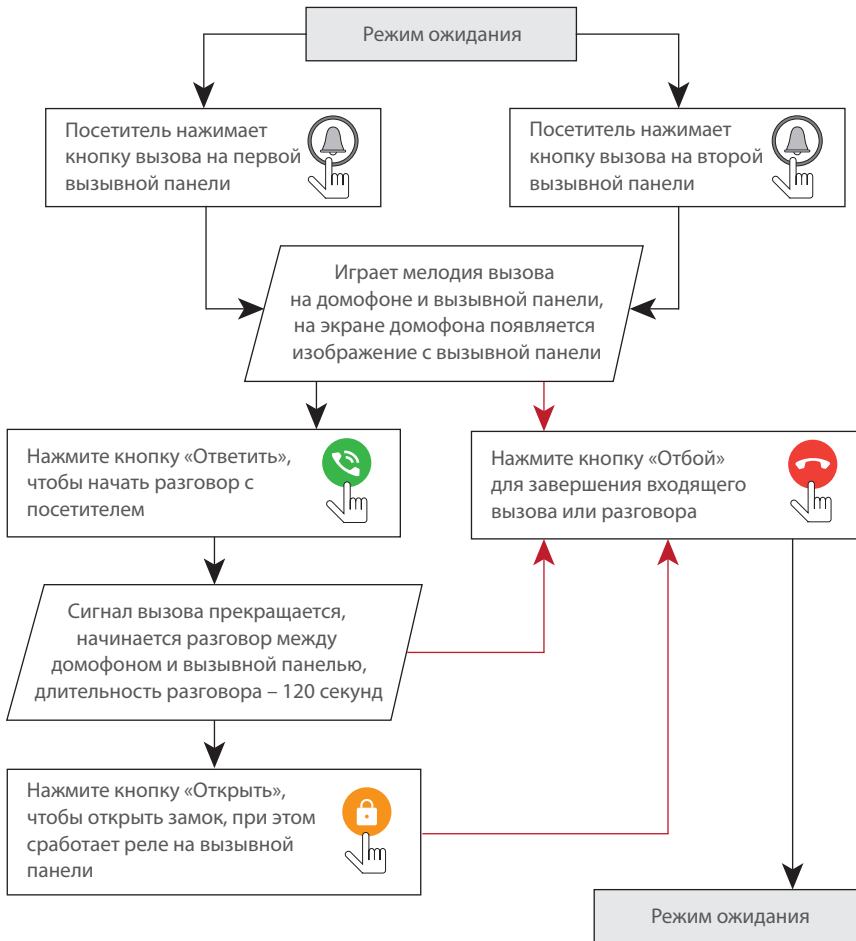 Режим ожидания
Посетитель нажимает
кнопку вызова на первой
вызывной панели
Посетитель нажимает
кнопку вызова на второй
вызывной панели
Играет мелодия вызова
на домофоне и вызывной панели,
на экране домофона появляется
изображение с вызывной панели
Нажмите кнопку «Ответить»,
чтобы начать разговор с
посетителем
Нажмите кнопку «Отбой»
для завершения входящего
вызова или разговора
Сигнал вызова прекращается,
начинается разговор между
домофоном и вызывной панелью,
длительность разговора – 120 секунд
Нажмите кнопку «Открыть»,
чтобы открыть замок, при этом
сработает реле на вызывной
панели
Режим ожидания